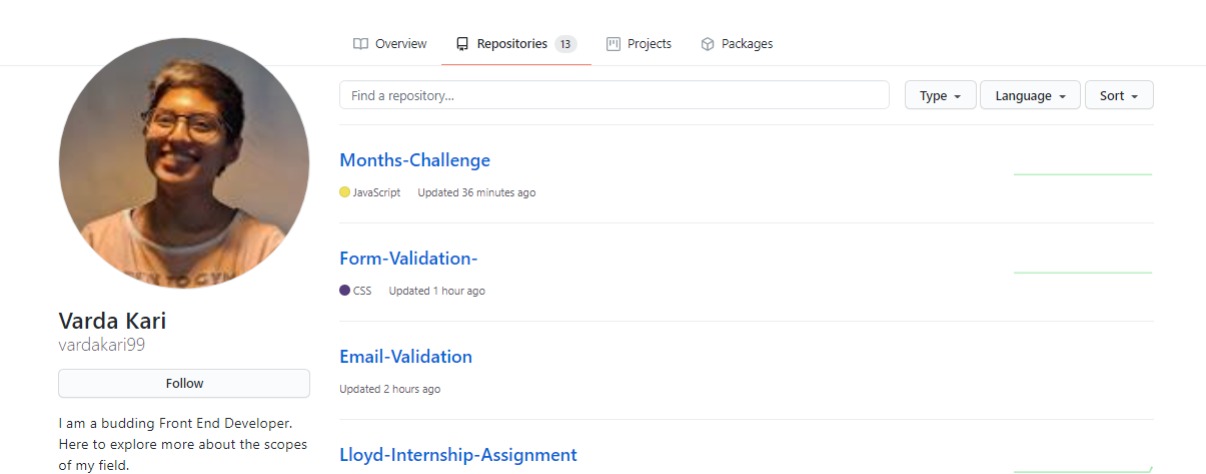 Overview Repositories 13 Projects Packages
Find a repository... Type Language Sort
Months-Challenge
JavaScript Updated 36 minutes ago
Form-Validation-
CSS Updated 1 hour ago
Email-Validation
Updated 2 hours ago
Lloyd-Internship-Assignment
TO GYM
Varda Kari
vardakari99
Follow
I am a budding Front End Developer.
Here to explore more about the scopes
of my field.